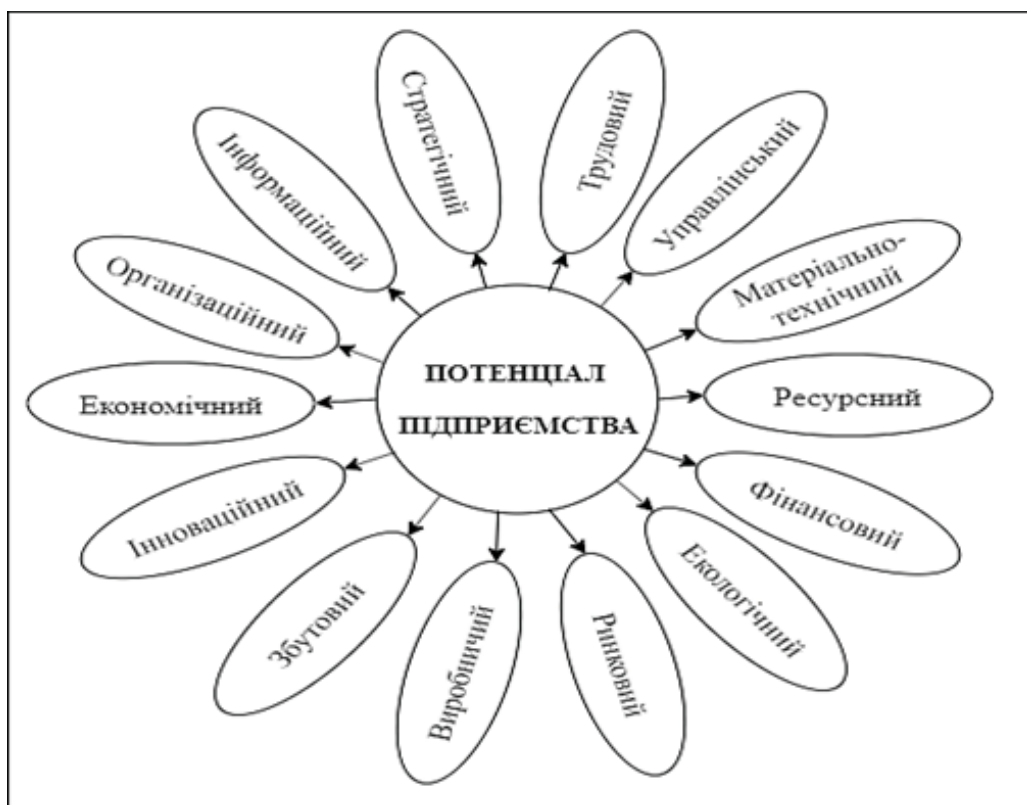 Стратегічний
Трудовий
Інформаційний
Управлінський
Організаційний
Матеріально-
технічний
ПОТЕНЦІАЛ
ПІДПРИЄМСТВА
Економічний
Ресурсний
Інноваційний
Фінансовий
Збутовий
Екологічний
Виробничий
Ринковий